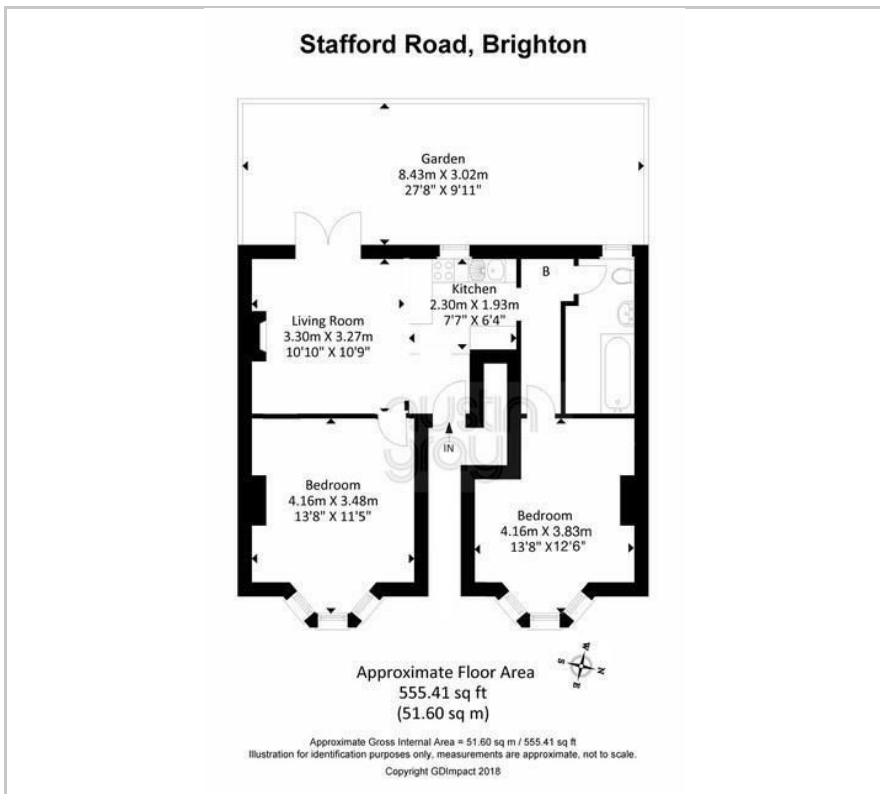 Stafford Road, Brighton
Garden
8.43m X 3.02m
27'8" X 9'11"
B
Kitchen
2.30m X 1.93m
7'7" X 6'4"
Living Room
3.30m X 3.27m
10'10" X 10'9"
austin
gray
IN
Bedroom
4.16m X 3.48m
13'8" X 11'5"
Bedroom
4.16m X 3.83m
13'8" X12'6"
W
S
N
E
Approximate Floor Area
555.41 sq ft
(51.60 sq m)
Approximate Gross Internal Area = 51.60 sq m / 555.41 sq ft
Illustration for identification purposes only, measurements are approximate, not to scale.
Copyright GDImpact 2018